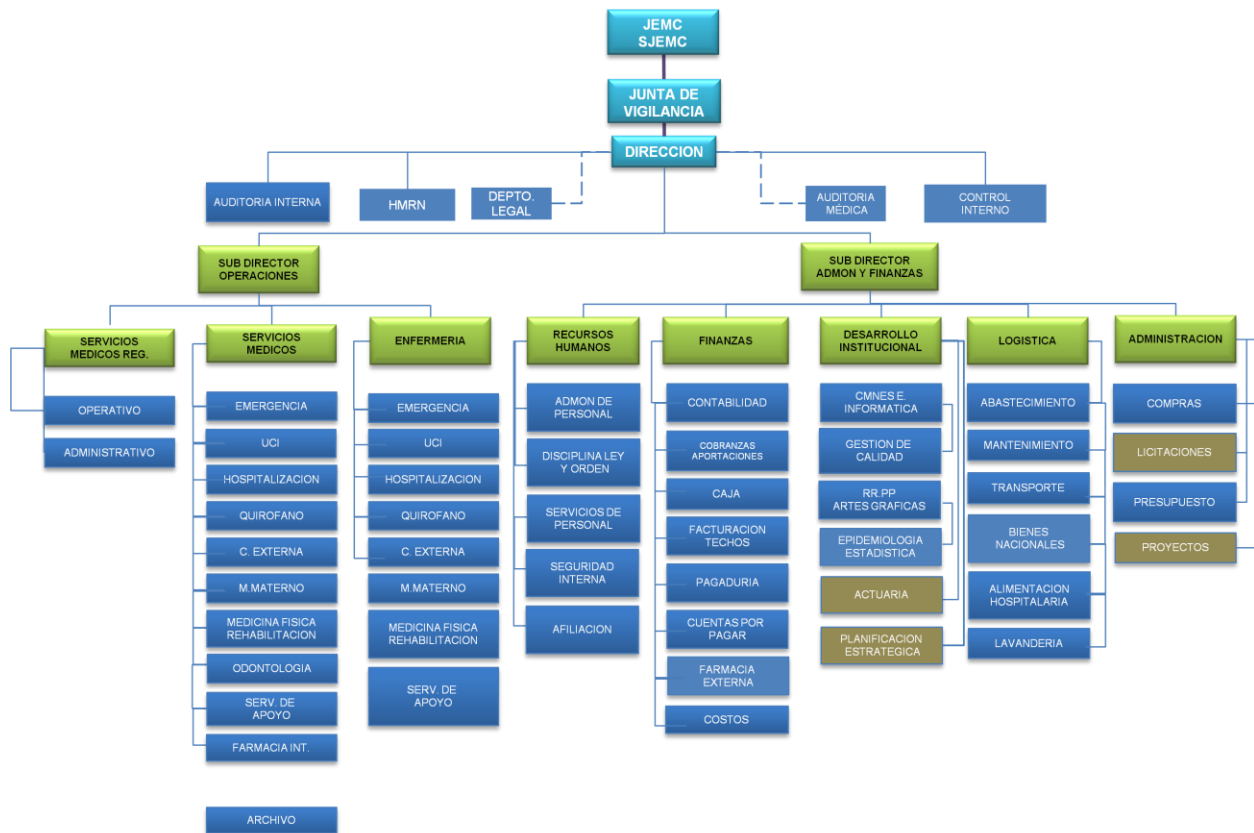 JEMC
SJEMC
JUNTA DE
VIGILANCIA
DIRECCION
AUDITORIA INTERNA
HMRN
DEPTO.
LEGAL
AUDITORIA
MÉDICA
CONTROL
INTERNO
SUB DIRECTOR
OPERACIONES
SUB DIRECTOR
ADMON Y FINANZAS
SERVICIOS
MEDICOS REG.
OPERATIVO
ADMINISTRATIVO
SERVICIOS
MEDICOS
EMERGENCIA
UCI
HOSPITALIZACION
QUIROFANO
C. EXTERNA
M.MATERNO
MEDICINA FISICA
REHABILITACION
ODONTOLOGIA
SERV. DE
APOYO
FARMACIA INT.
ARCHIVO
ENFERMERIA
EMERGENCIA
UCI
HOSPITALIZACION
QUIROFANO
C. EXTERNA
M.MATERNO
MEDICINA FISICA
REHABILITACION
SERV. DE
APOYO
RECURSOS
HUMANOS
ADMON DE
PERSONAL
DISCIPLINA LEY
Y ORDEN
SERVICIOS DE
PERSONAL
SEGURIDAD
INTERNA
AFILIACION
FINANZAS
CONTABILIDAD
COBRANZAS
APORTACIONES
CAJA
FACTURACION
TECHOS
PAGADURIA
CUENTAS POR
PAGAR
FARMACIA
EXTERNA
COSTOS
DESARROLLO
INSTITUCIONAL
CMNES E.
INFORMATICA
GESTION DE
CALIDAD
RR.PP
ARTES GRAFICAS
EPIDEMIOLOGIA
ESTADISTICA
ACTUARIA
PLANIFICACION
ESTRATEGICA
LOGISTICA
ABASTECIMIENTO
MANTENIMIENTO
TRANSPORTE
BIENES
NACIONALES
ALIMENTACION
HOSPITALARIA
LAVANDERIA
ADMINISTRACION
COMPRAS
LICITACIONES
PRESUPUESTO
PROYECTOS